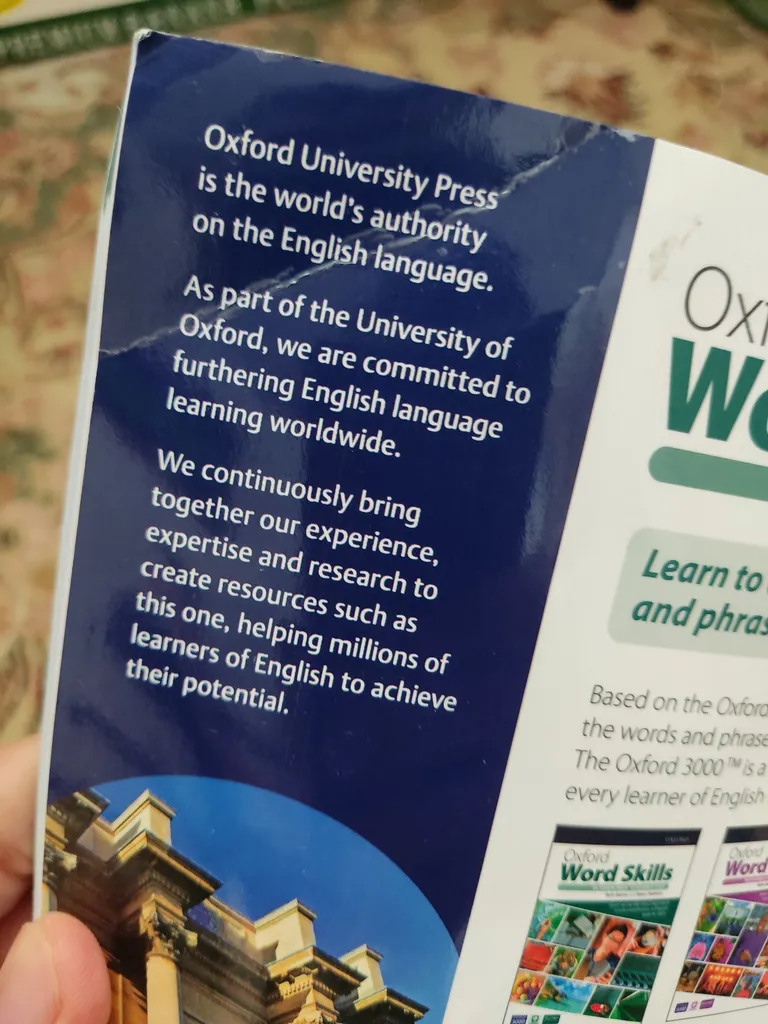 PREMIUM
Oxford University Press
is the world's authority
on the English language.
As part of the University of
Oxford, we are committed to
furthering English language
learning worldwide.
We continuously bring
together our experience,
expertise and research to
create resources such as
this one, helping millions of
learners of English to achieve
their potential.
Learn to
and phras
Based on the Oxford
the words and phrase
The Oxford 3000™ is a
every learner of English
Oxford
Word Skills
Oxford
Word